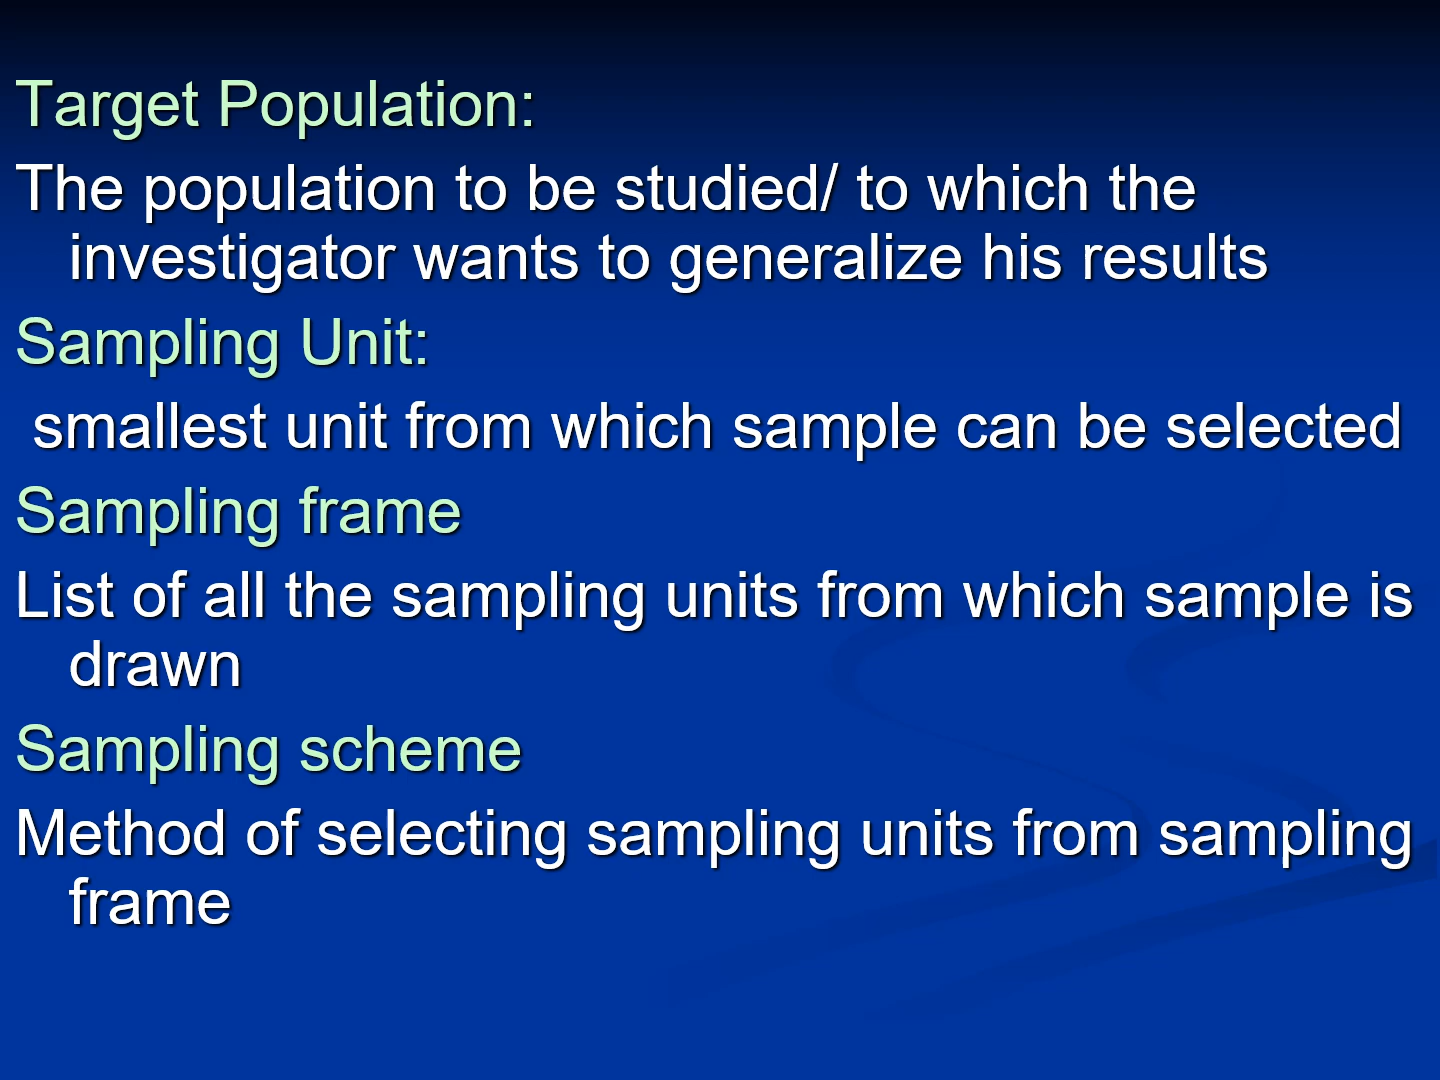 Target Population:
The population to be studied/ to which the
investigator wants to generalize his results
Sampling Unit:
smallest unit from which sample can be selected
Sampling frame
List of all the sampling units from which sample is
drawn
Sampling scheme
Method of selecting sampling units from sampling
frame